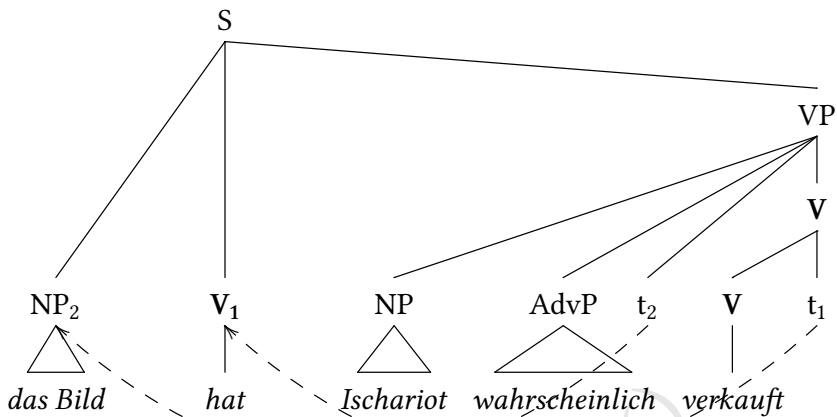 S
VP
V
NP₂ V₁ NP AdvP t₂ V t₁
das Bild hat Ischariot wahrscheinlich verkauft